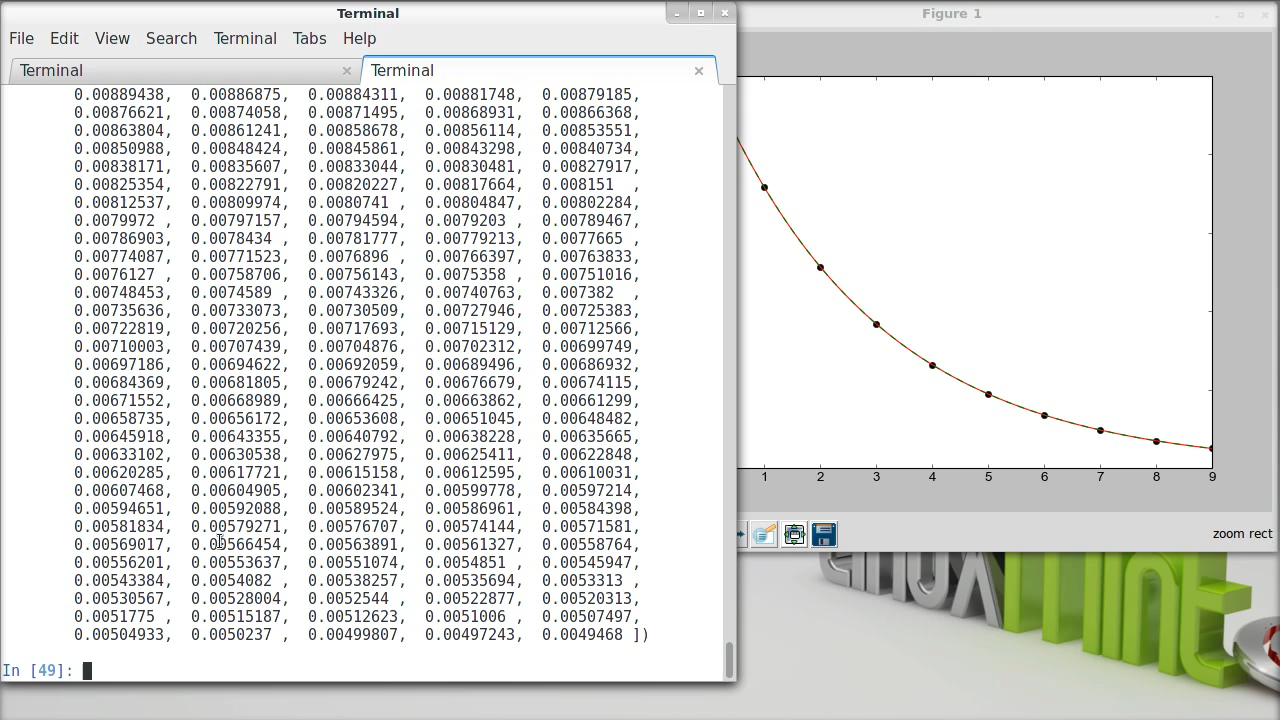 Terminal
File Edit View Search Terminal Tabs Help
Terminal × Terminal ×
0.00889438, 0.00886875, 0.00884311, 0.00881748, 0.00879185,
0.00876621, 0.00874058, 0.00871495, 0.00868931, 0.00866368,
0.00863804, 0.00861241, 0.00858678, 0.00856114, 0.00853551,
0.00850988, 0.00848424, 0.00845861, 0.00843298, 0.00840734,
0.00838171, 0.00835607, 0.00833044, 0.00830481, 0.00827917,
0.00825354, 0.00822791, 0.00820227, 0.00817664, 0.008151  ,
0.00812537, 0.00809974, 0.0080741 , 0.00804847, 0.00802284,
0.0079972 , 0.00797157, 0.00794594, 0.0079203 , 0.00789467,
0.00786903, 0.0078434 , 0.00781777, 0.00779213, 0.0077665 ,
0.00774087, 0.00771523, 0.0076896 , 0.00766397, 0.00763833,
0.0076127 , 0.00758706, 0.00756143, 0.0075358 , 0.00751016,
0.00748453, 0.0074589 , 0.00743326, 0.00740763, 0.007382  ,
0.00735636, 0.00733073, 0.00730509, 0.00727946, 0.00725383,
0.00722819, 0.00720256, 0.00717693, 0.00715129, 0.00712566,
0.00710003, 0.00707439, 0.00704876, 0.00702312, 0.00699749,
0.00697186, 0.00694622, 0.00692059, 0.00689496, 0.00686932,
0.00684369, 0.00681805, 0.00679242, 0.00676679, 0.00674115,
0.00671552, 0.00668989, 0.00666425, 0.00663862, 0.00661299,
0.00658735, 0.00656172, 0.00653608, 0.00651045, 0.00648482,
0.00645918, 0.00643355, 0.00640792, 0.00638228, 0.00635665,
0.00633102, 0.00630538, 0.00627975, 0.00625411, 0.00622848,
0.00620285, 0.00617721, 0.00615158, 0.00612595, 0.00610031,
0.00607468, 0.00604905, 0.00602341, 0.00599778, 0.00597214,
0.00594651, 0.00592088, 0.00589524, 0.00586961, 0.00584398,
0.00581834, 0.00579271, 0.00576707, 0.00574144, 0.00571581,
0.00569017, 0.00566454, 0.00563891, 0.00561327, 0.00558764,
0.00556201, 0.00553637, 0.00551074, 0.0054851 , 0.00545947,
0.00543384, 0.0054082 , 0.00538257, 0.00535694, 0.0053313 ,
0.00530567, 0.00528004, 0.0052544 , 0.00522877, 0.00520313,
0.0051775 , 0.00515187, 0.00512623, 0.0051006 , 0.00507497,
0.00504933, 0.0050237 , 0.00499807, 0.00497243, 0.0049468 ])
In [49]:
Figure 1
1 2 3 4 5 6 7 8 9
zoom rect
Linux Mint